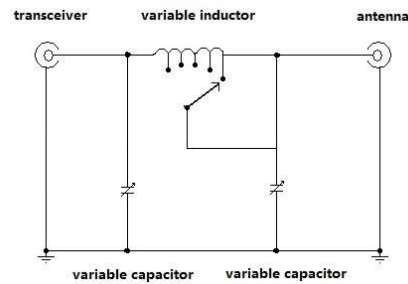 transceiver variable inductor antenna
variable capacitor variable capacitor